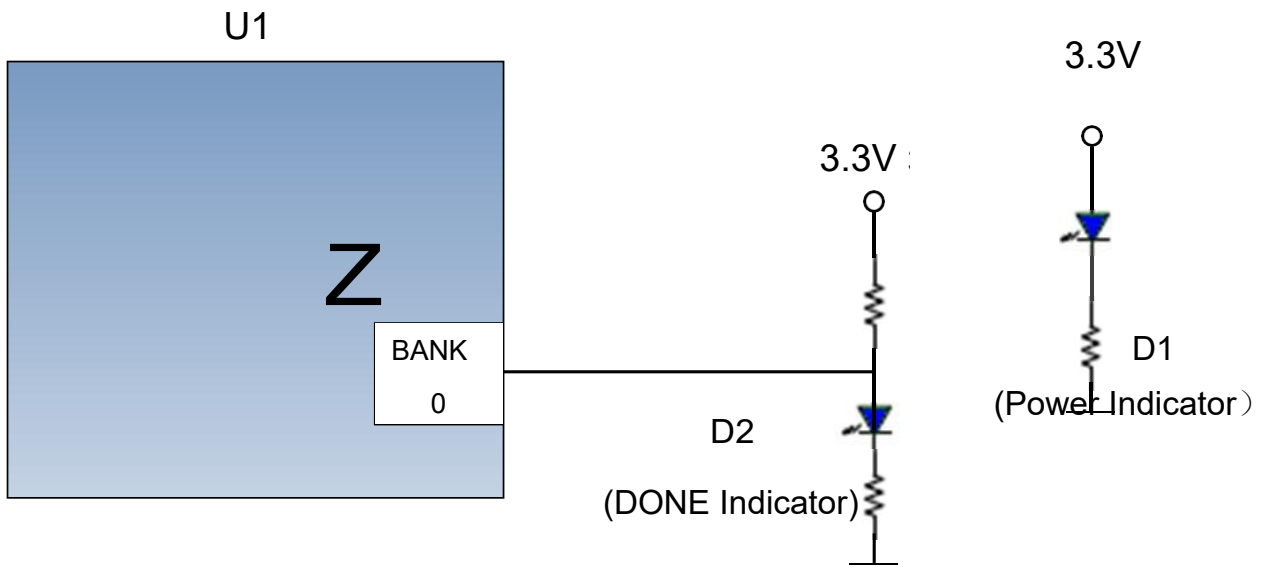 U1
3.3V
3.3V
Z
BANK
0
D1
(Power Indicator）
D2
(DONE Indicator)